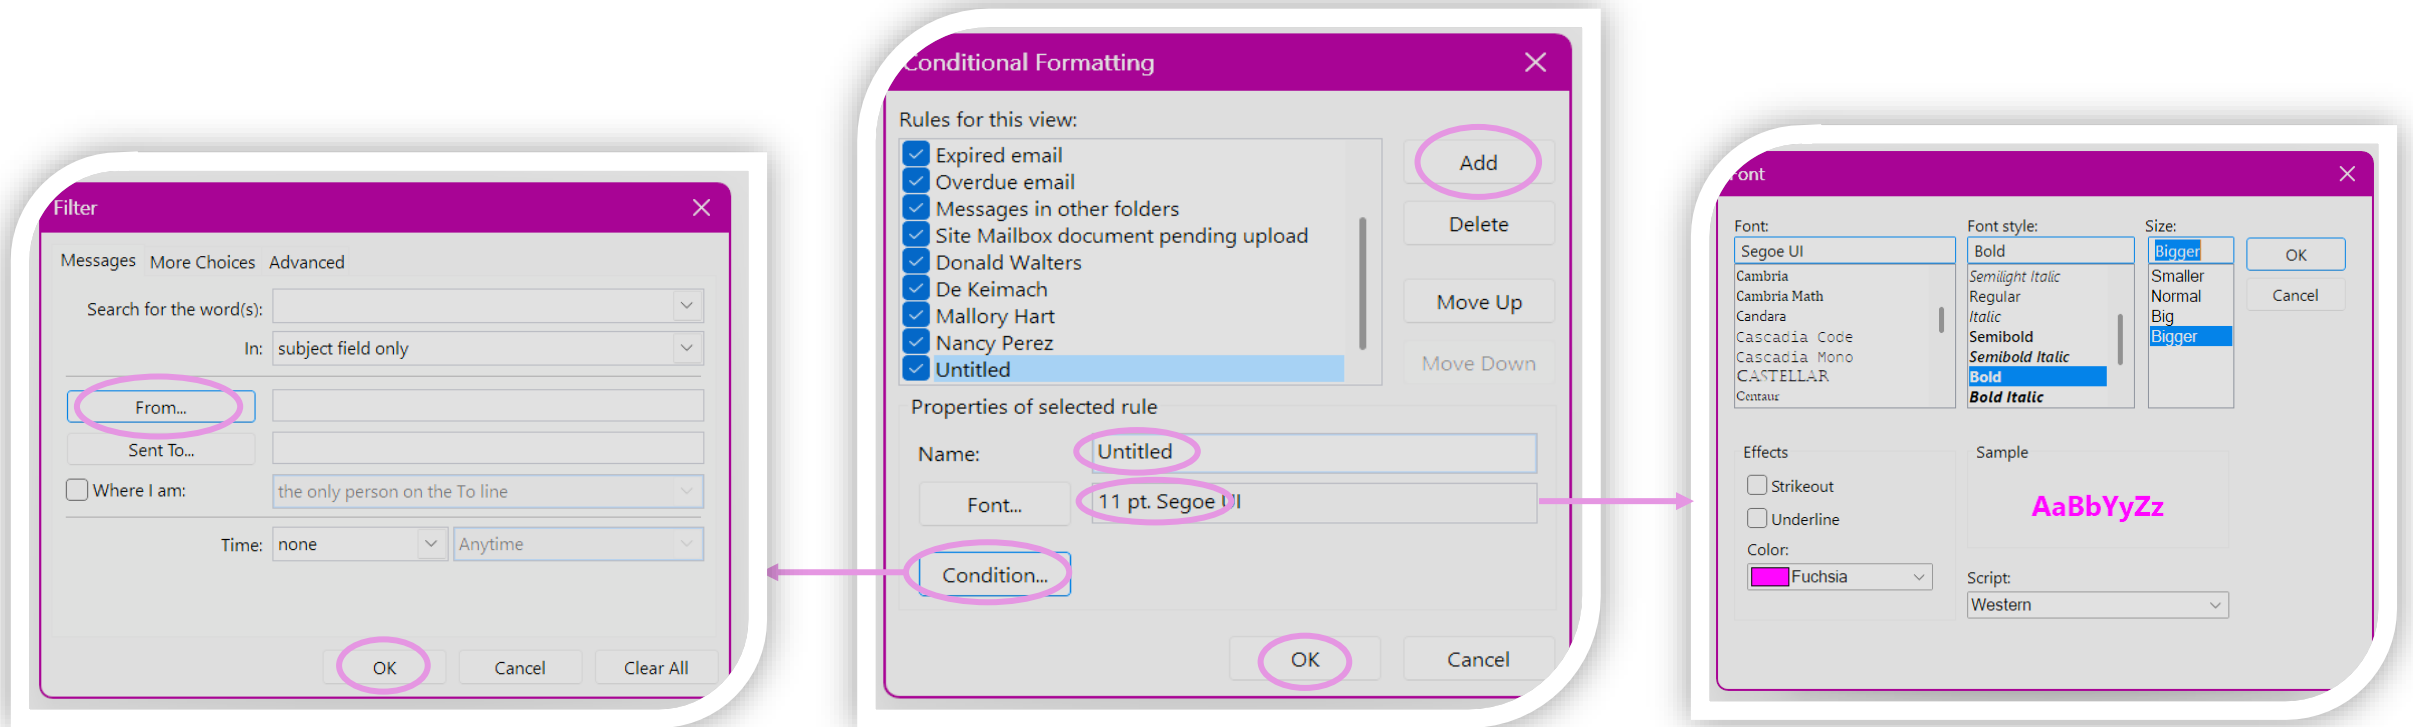 Filter
Messages More Choices Advanced
Search for the word(s):
In: subject field only
From...
Sent To...
Where I am: the only person on the To line
Time: none Anytime
OK Cancel Clear All
Conditional Formatting
Rules for this view:
Expired email
Overdue email
Messages in other folders
Site Mailbox document pending upload
Donald Walters
De Keimach
Mallory Hart
Nancy Perez
Untitled
Add
Delete
Move Up
Move Down
Properties of selected rule
Name: Untitled
Font... 11 pt. Segoe UI
Condition...
OK Cancel
Font
Font:
Segoe UI
Cambria
Cambria Math
Candara
Cascadia Code
Cascadia Mono
CASTELLAR
Centaur
Font style:
Bold
Semilight Italic
Regular
Italic
Semibold
Semibold Italic
Bold
Bold Italic
Size:
Bigger
Smaller
Normal
Big
Bigger
OK
Cancel
Effects
Strikeout
Underline
Color:
Fuchsia
Sample
AaBbYyZz
Script:
Western